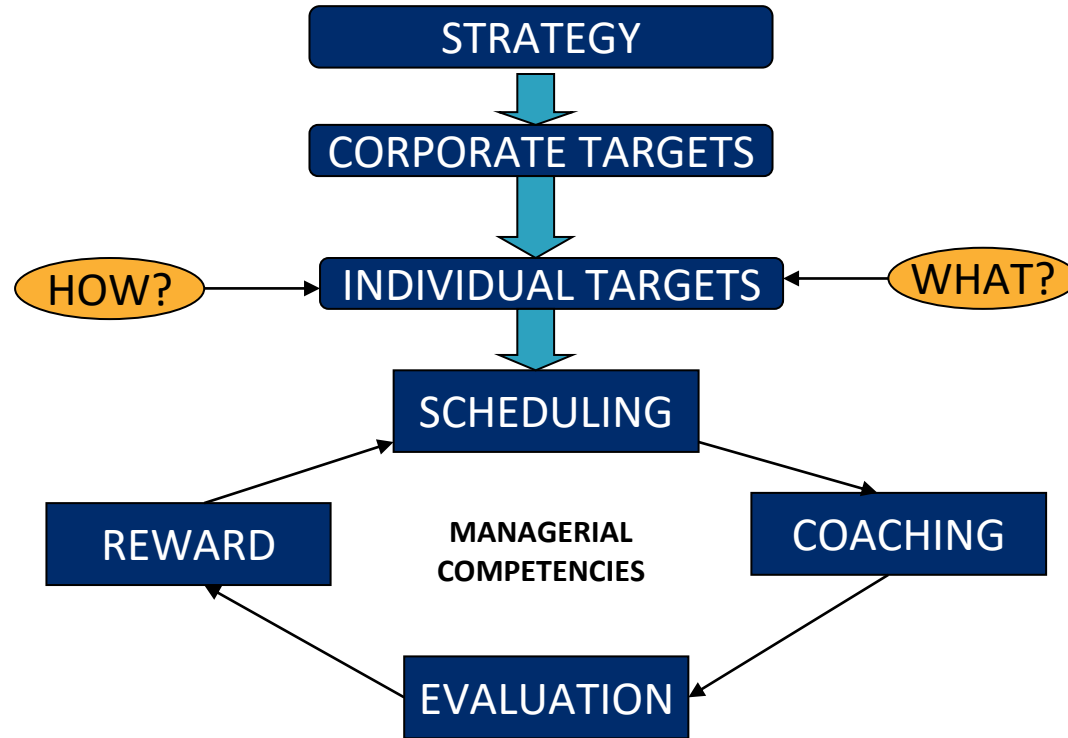 STRATEGY
CORPORATE TARGETS
HOW?
INDIVIDUAL TARGETS
WHAT?
SCHEDULING
REWARD
MANAGERIAL
COMPETENCIES
COACHING
EVALUATION